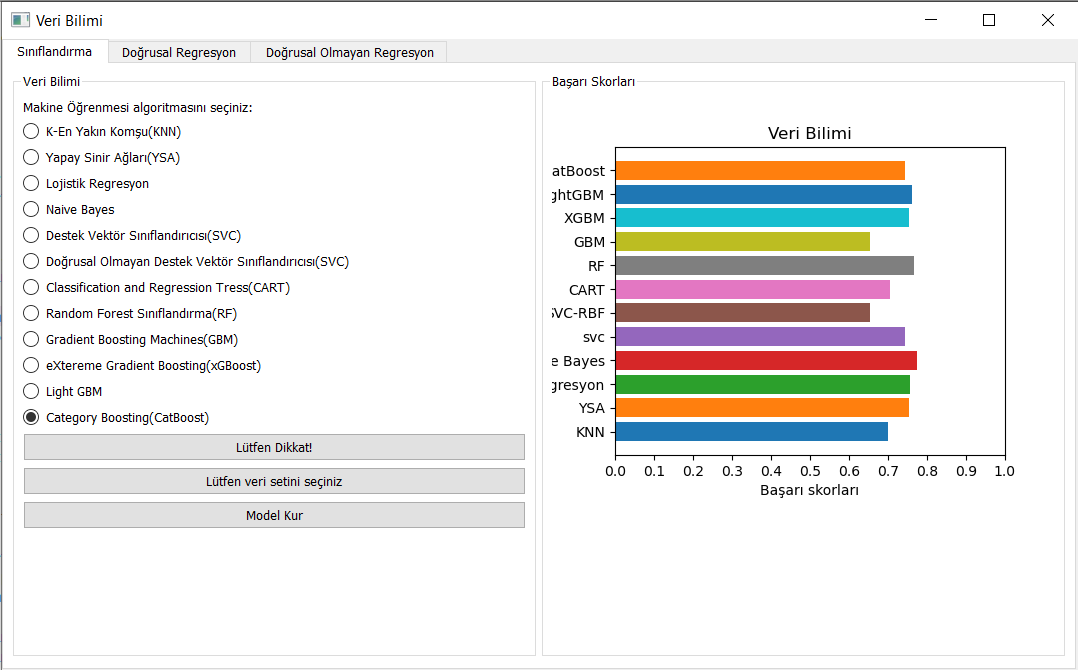 Veri Bilimi
Sınıflandırma
Doğrusal Regresyon
Doğrusal Olmayan Regresyon
Veri Bilimi
Makine Öğrenmesi algoritmasını seçiniz:
K-En Yakın Komşu(KNN)
Yapay Sinir Ağları(YSA)
Lojistik Regresyon
Naive Bayes
Destek Vektör Sınıflandırıcısı(SVC)
Doğrusal Olmayan Destek Vektör Sınıflandırıcısı(SVC)
Classification and Regression Tress(CART)
Random Forest Sınıflandırma(RF)
Gradient Boosting Machines(GBM)
eXtereme Gradient Boosting(xGBoost)
Light GBM
Category Boosting(CatBoost)
Lütfen Dikkat!
Lütfen veri setini seçiniz
Model Kur
Başarı Skorları
Veri Bilimi
atBoost
ghtGBM
XGBM
GBM
RF
CART
SVC-RBF
svc
e Bayes
gresyon
YSA
KNN
0.0 0.1 0.2 0.3 0.4 0.5 0.6 0.7 0.8 0.9 1.0
Başarı skorları